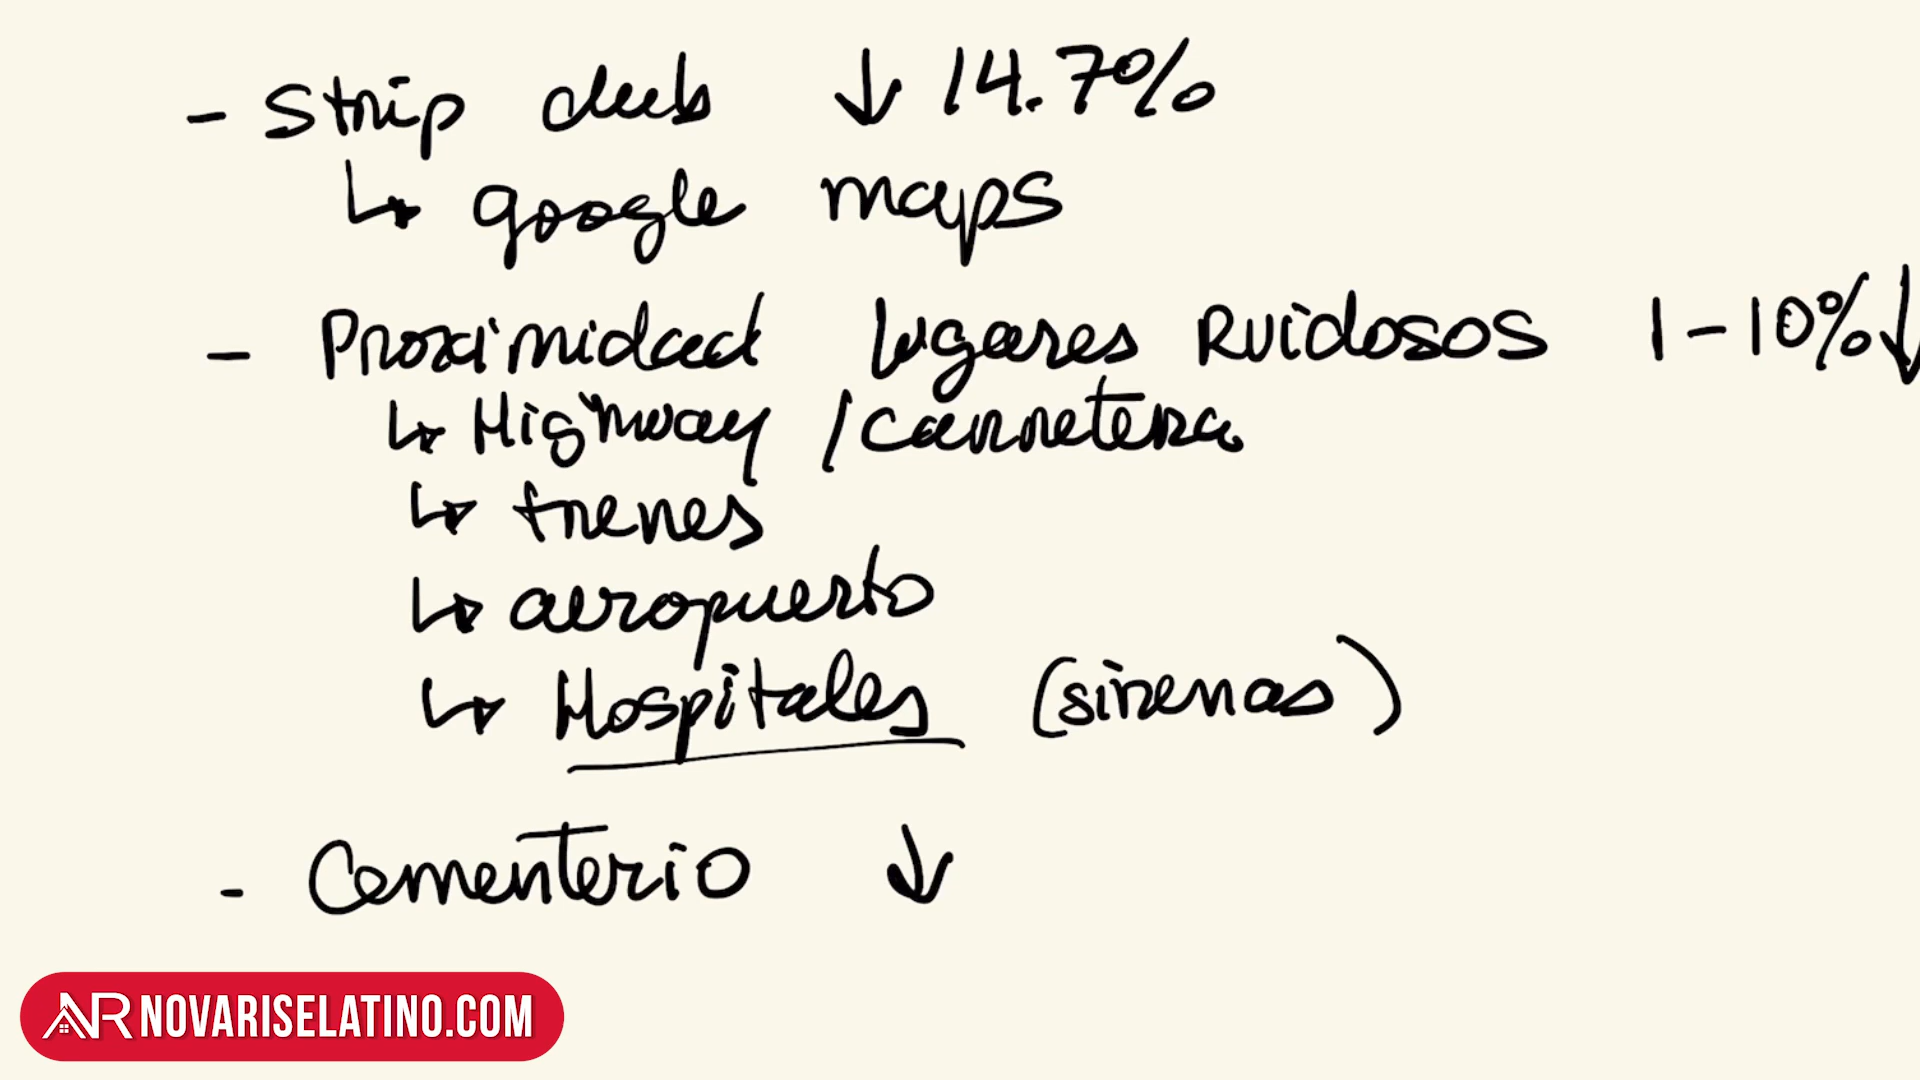 - Strip club ↓ 14.7%
↳ google maps
- Proximidad lugares Ruidosos 1-10% ↓
↳ Highway / carretera
↳ trenes
↳ aeropuerto
↳ Hospitales (sirenas)
- Cementerio ↓
NR NOVARISELATINO.COM